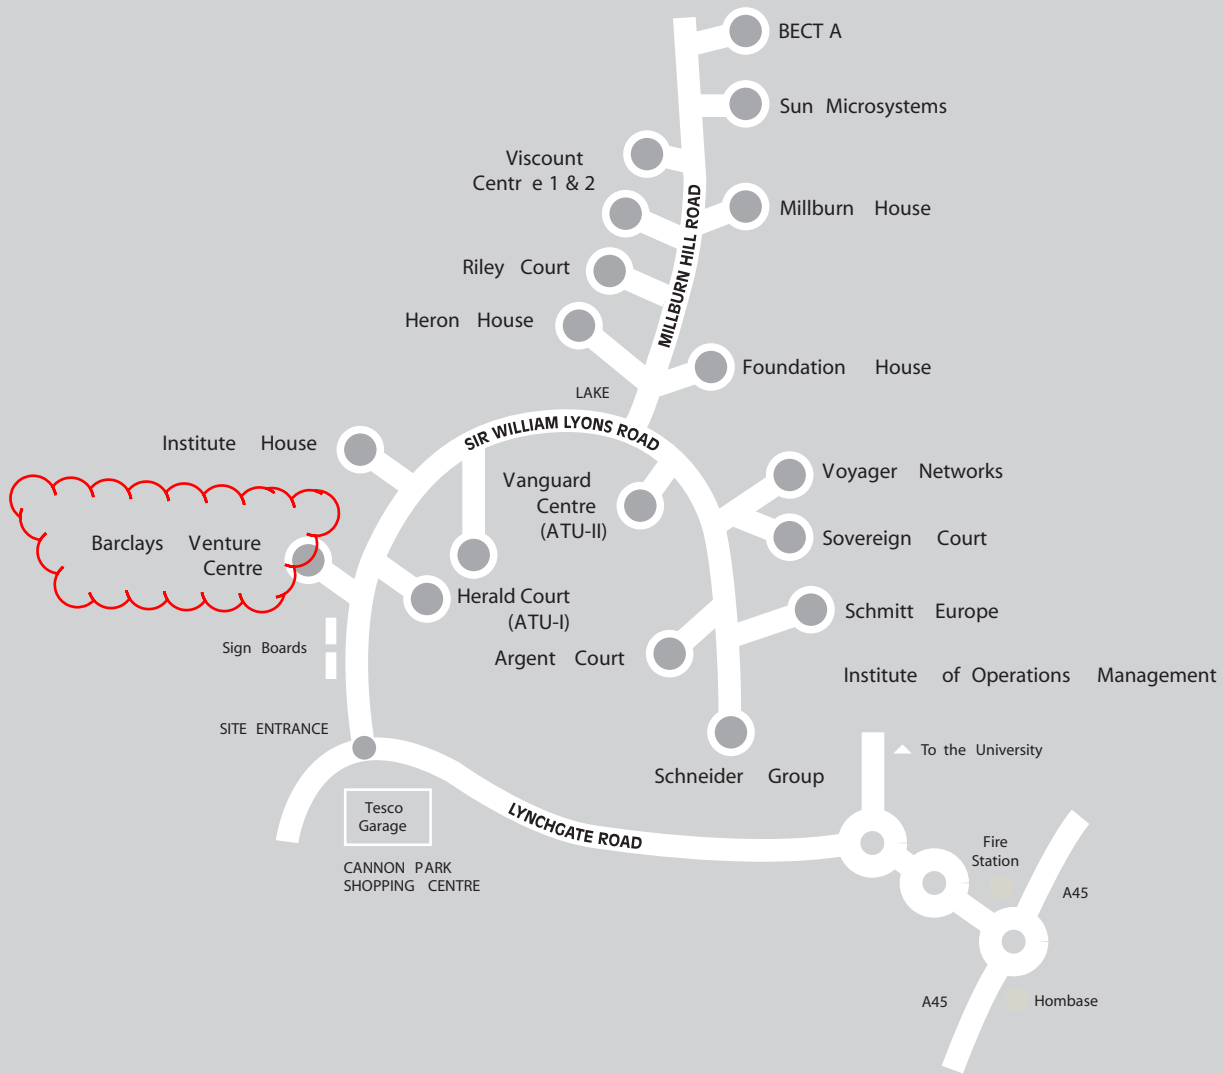 BECT A
Sun Microsystems
Viscount
Centr e 1 & 2
MILLBURN HILL ROAD
Millburn House
Riley Court
Heron House
Foundation House
LAKE
SIR WILLIAM LYONS ROAD
Institute House
Vanguard
Centre
(ATU-II)
Voyager Networks
Barclays Venture
Centre
Sovereign Court
Herald Court
(ATU-I)
Schmitt Europe
Sign Boards
Argent Court
Institute of Operations Management
SITE ENTRANCE
To the University
Schneider Group
Tesco
Garage
LYNCHGATE ROAD
CANNON PARK
SHOPPING CENTRE
Fire
Station
A45
A45
Hombase